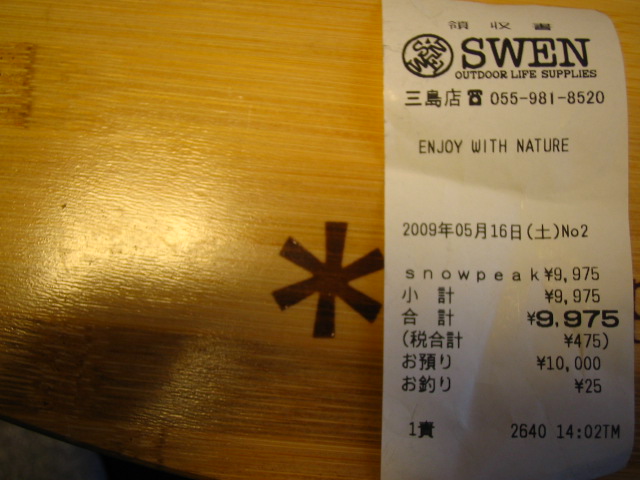 領収書
SWEN
OUTDOOR LIFE SUPPLIES
三島店 ☎ 055-981-8520
ENJOY WITH NATURE
2009年05月16日(土)No2
snowpeak ¥9,975
小 計 ¥9,975
合 計 ¥9,975
(税合計 ¥475)
お預り ¥10,000
お釣り ¥25
1責 2640 14:02TM